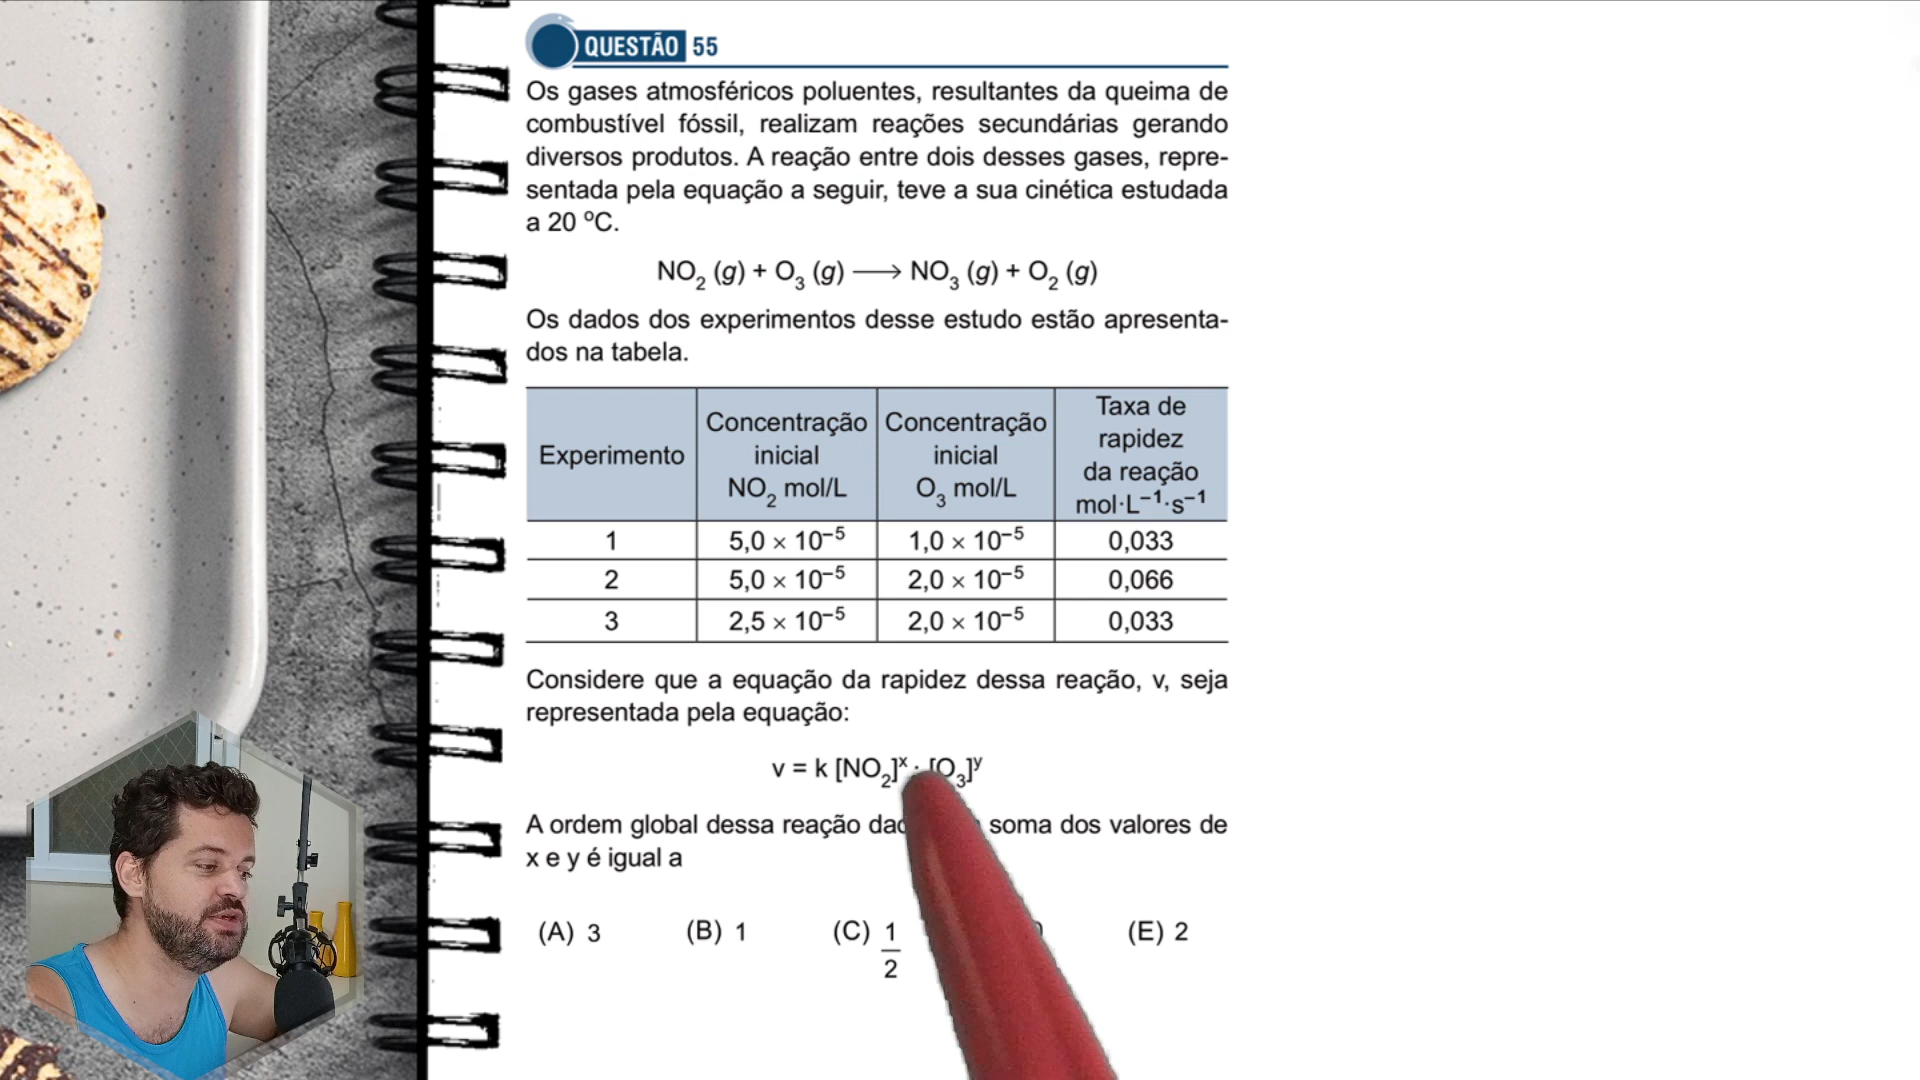 QUESTÃO 55
Os gases atmosféricos poluentes, resultantes da queima de
combustível fóssil, realizam reações secundárias gerando
diversos produtos. A reação entre dois desses gases, repre-
sentada pela equação a seguir, teve a sua cinética estudada
a 20 ºC.
NO₂ (g) + O₃ (g) ⟶ NO₃ (g) + O₂ (g)
Os dados dos experimentos desse estudo estão apresenta-
dos na tabela.
Experimento | Concentração inicial NO₂ mol/L | Concentração inicial O₃ mol/L | Taxa de rapidez da reação mol·L⁻¹·s⁻¹
1 | 5,0 × 10⁻⁵ | 1,0 × 10⁻⁵ | 0,033
2 | 5,0 × 10⁻⁵ | 2,0 × 10⁻⁵ | 0,066
3 | 2,5 × 10⁻⁵ | 2,0 × 10⁻⁵ | 0,033
Considere que a equação da rapidez dessa reação, v, seja
representada pela equação:
v = k [NO₂]ˣ · [O₃]ʸ
A ordem global dessa reação soma dos valores de
x e y é igual a
(A) 3 (B) 1 (C) 1/2 (E) 2